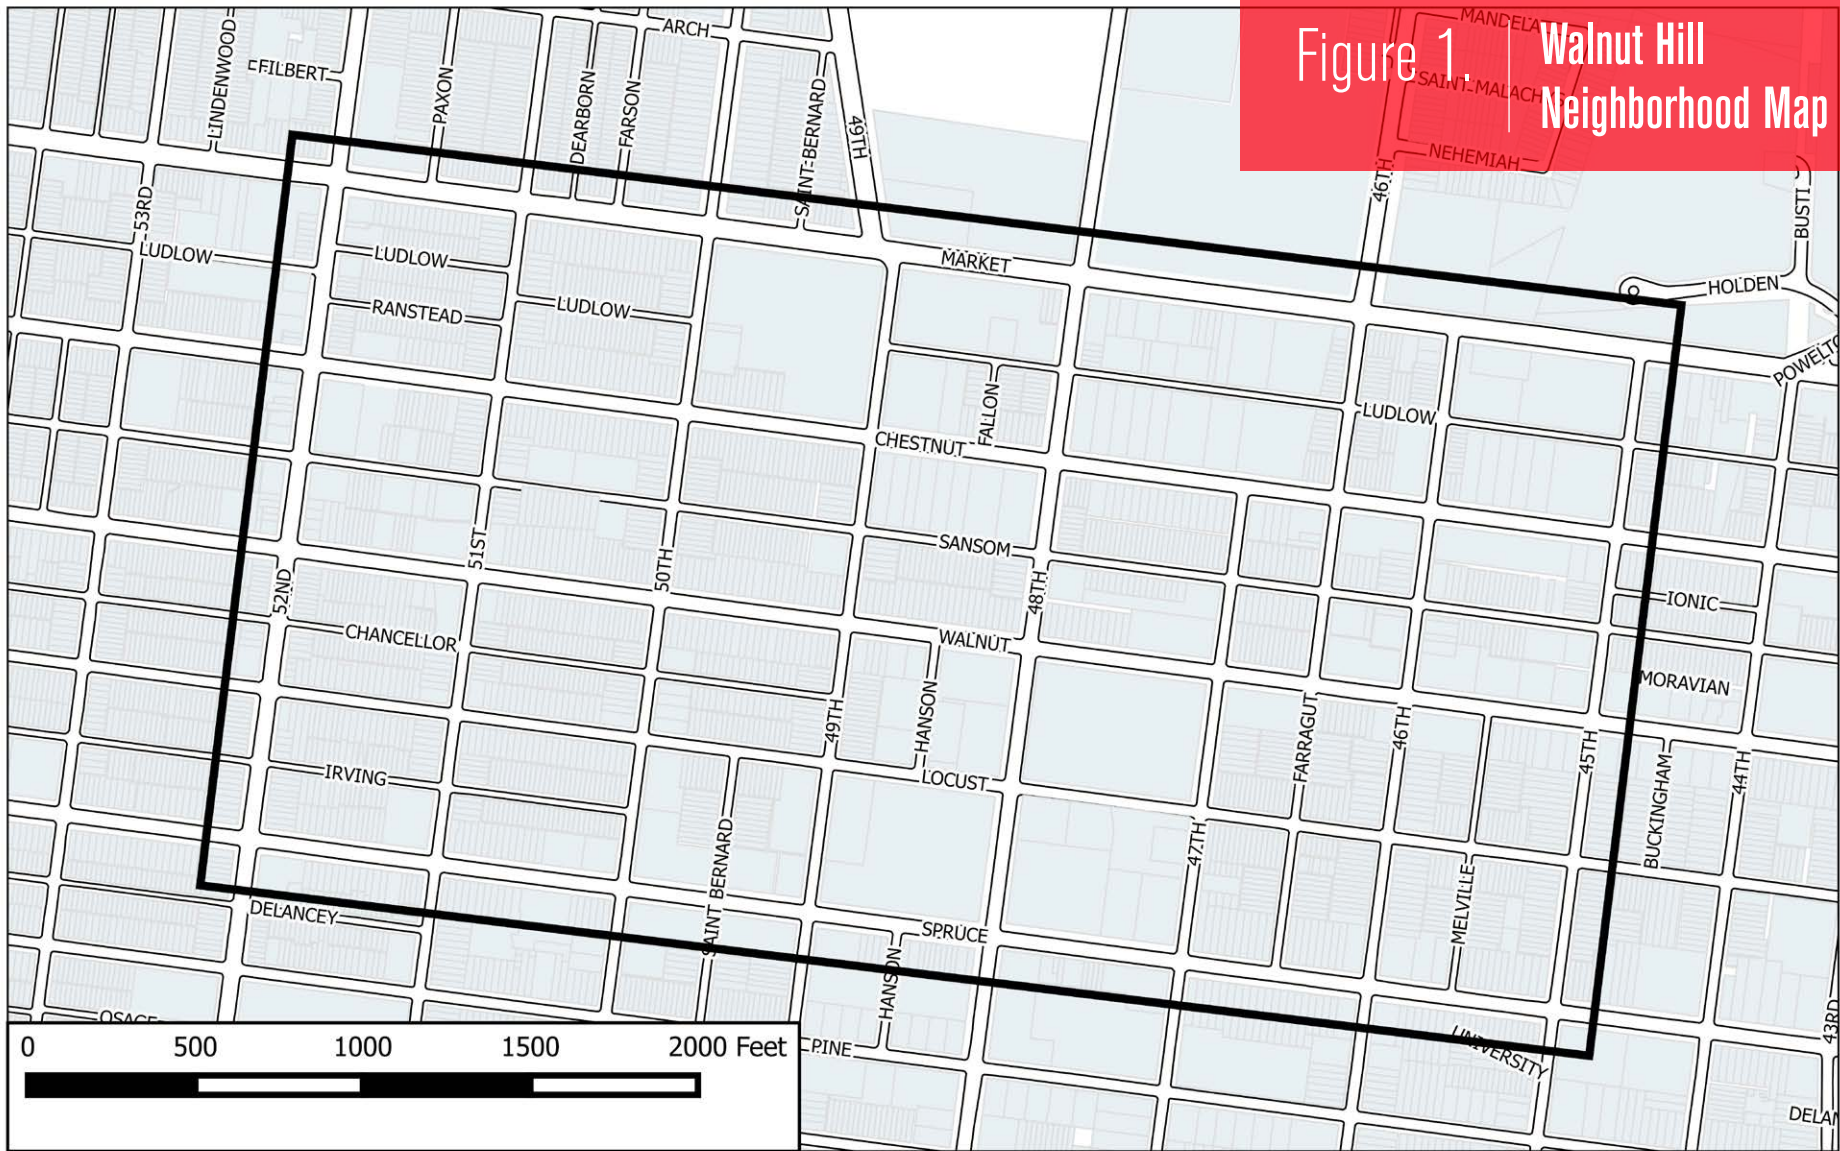 Figure 1.
Walnut Hill
Neighborhood Map
ARCH
MANDELA
LINDENWOOD
FILBERT
PAXON
DEARBORN
FARSON
SAINT BERNARD
49TH
46TH
SAINT MALACHYS
NEHEMIAH
BUSTI
53RD
LUDLOW
LUDLOW
MARKET
HOLDEN
RANSTEAD
LUDLOW
POWELTO
FALLON
LUDLOW
CHESTNUT
51ST
50TH
SANSOM
52ND
48TH
IONIC
CHANCELLOR
WALNUT
MORAVIAN
49TH
HANSON
FARRAGUT
46TH
45TH
IRVING
LOCUST
BUCKINGHAM
44TH
SAINT BERNARD
47TH
MELVILLE
DELANCEY
SPRUCE
HANSON
OSAGE
PINE
UNIVERSITY
43RD
DELAN
0 500 1000 1500 2000 Feet